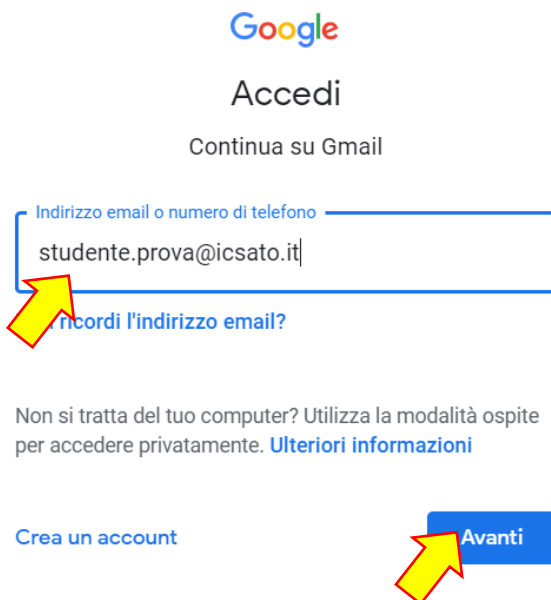 Google
Accedi
Continua su Gmail
Indirizzo email o numero di telefono
studente.prova@icsato.it
ricordi l'indirizzo email?
Non si tratta del tuo computer? Utilizza la modalità ospite
per accedere privatamente. Ulteriori informazioni
Crea un account
Avanti